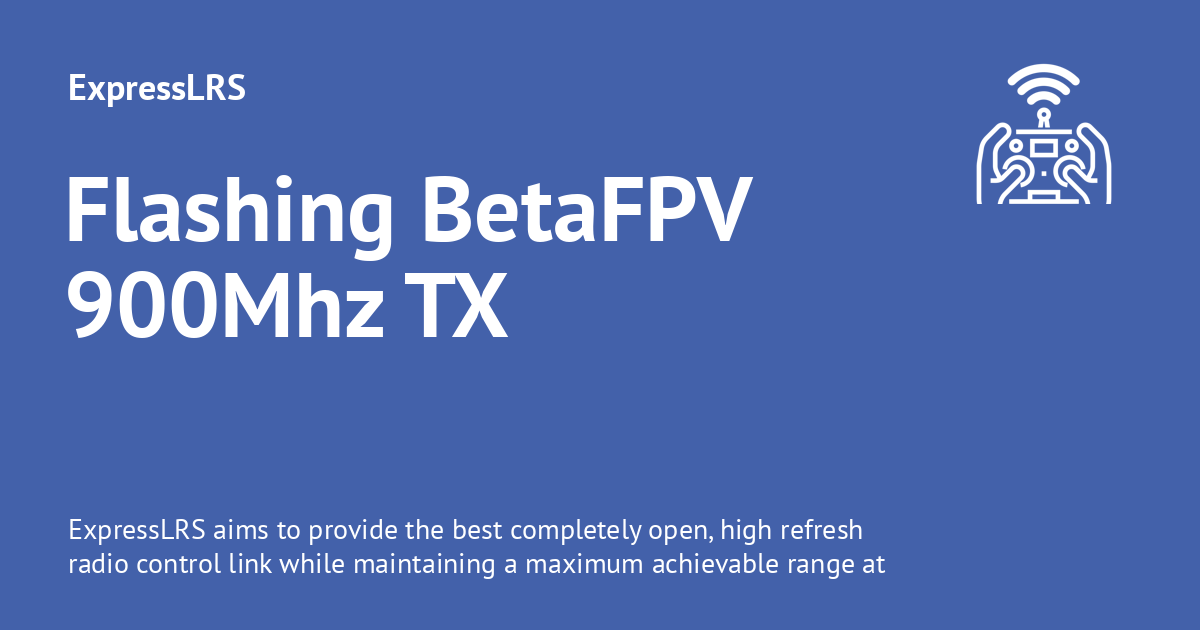 ExpressLRS
Flashing BetaFPV
900Mhz TX
ExpressLRS aims to provide the best completely open, high refresh
radio control link while maintaining a maximum achievable range at